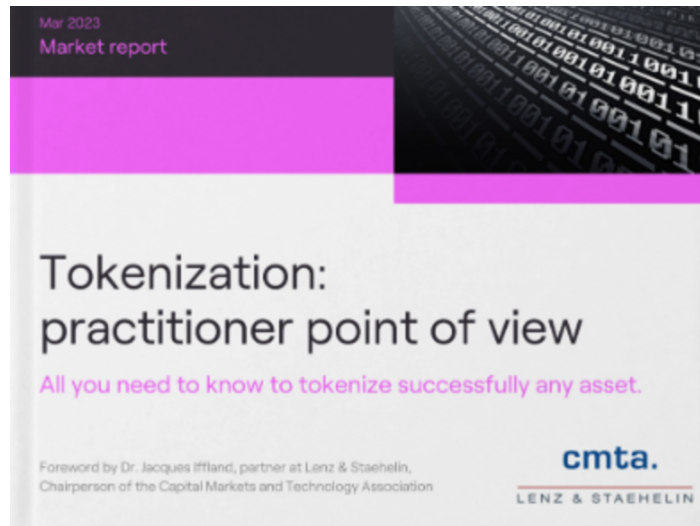 Mar 2023
Market report
Tokenization:
practitioner point of view
All you need to know to tokenize successfully any asset.
Foreword by Dr. Jacques Iffland, partner at Lenz & Staehelin,
Chairperson of the Capital Markets and Technology Association
cmta.
LENZ & STAEHELIN